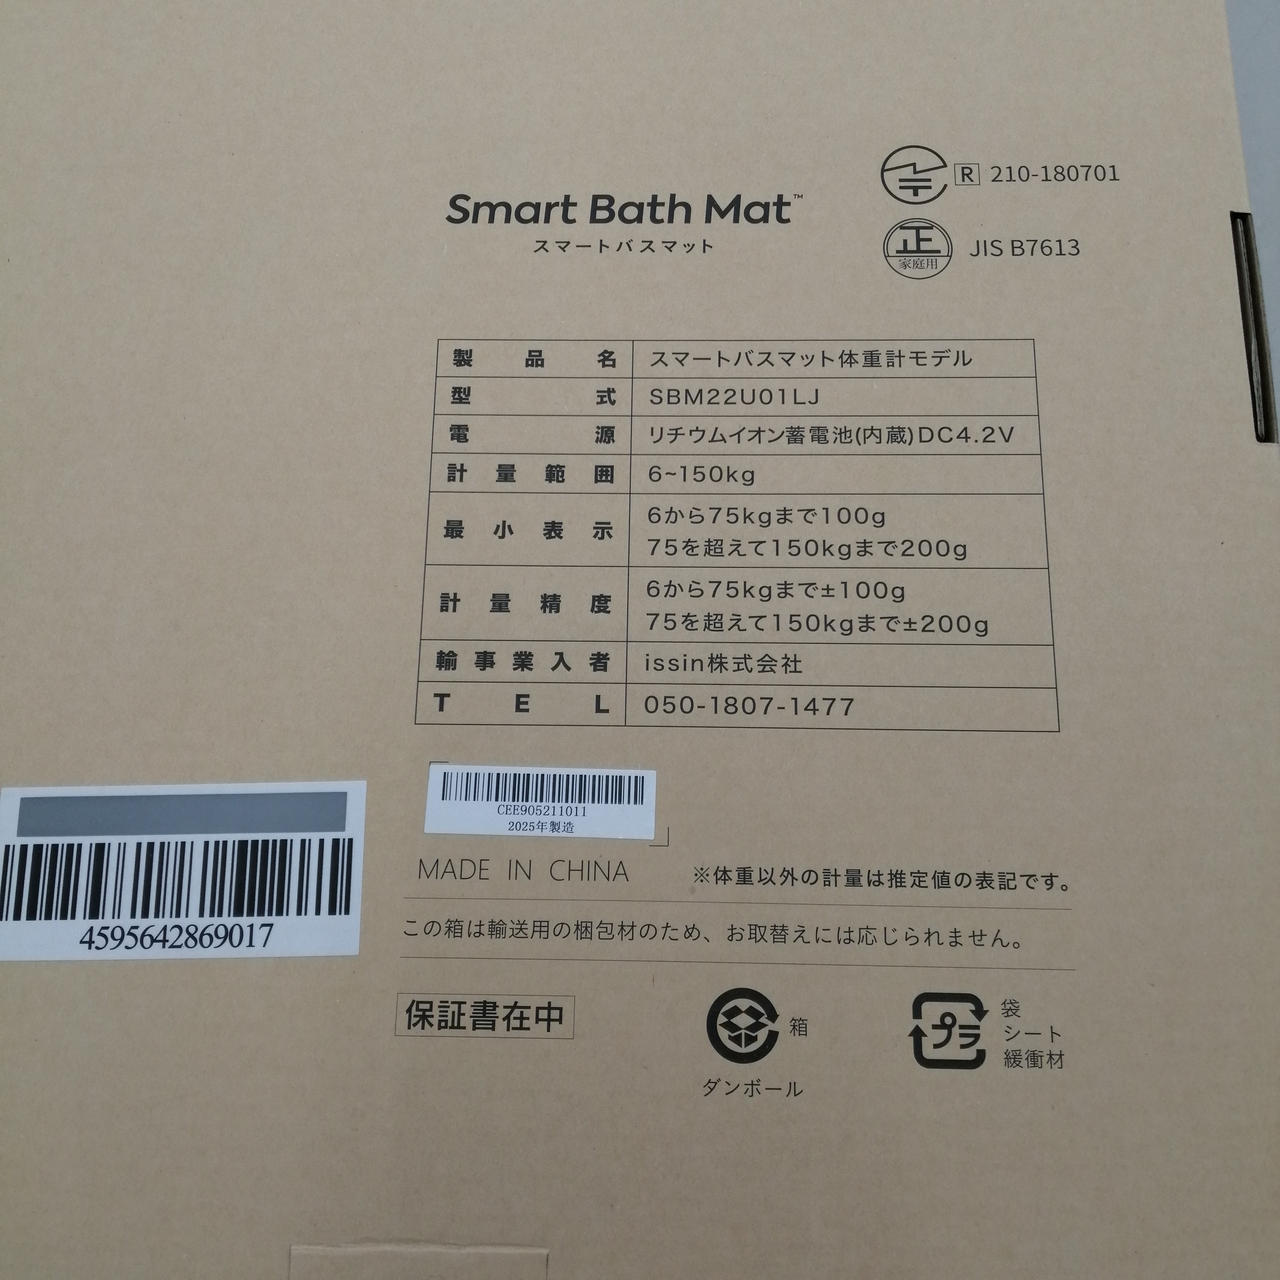 Smart Bath Mat™
スマートバスマット
R 210-180701
正
家庭用
JIS B7613
製品名 スマートバスマット体重計モデル
型式 SBM22U01LJ
電源 リチウムイオン蓄電池(内蔵)DC4.2V
計量範囲 6~150kg
最小表示 6から75kgまで100g
75を超えて150kgまで200g
計量精度 6から75kgまで±100g
75を超えて150kgまで±200g
輸事業入者 issin株式会社
TEL 050-1807-1477
CEE905211011
2025年製造
4595642869017
MADE IN CHINA
※体重以外の計量は推定値の表記です。
この箱は輸送用の梱包材のため、お取替えには応じられません。
保証書在中
箱
ダンボール
プラ
袋
シート
緩衝材